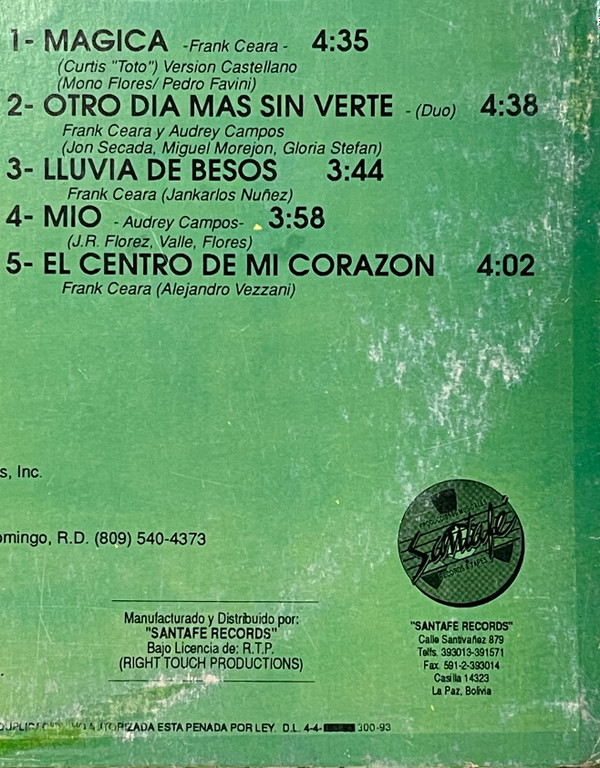 1- MAGICA -Frank Ceara - 4:35
(Curtis "Toto") Version Castellano
(Mono Flores/ Pedro Favini)
2- OTRO DIA MAS SIN VERTE - (Duo) 4:38
Frank Ceara y Audrey Campos
(Jon Secada, Miguel Morejon, Gloria Stefan)
3- LLUVIA DE BESOS 3:44
Frank Ceara (Jankarlos Nuñez)
4- MIO - Audrey Campos- 3:58
(J.R. Florez, Valle, Flores)
5- EL CENTRO DE MI CORAZON 4:02
Frank Ceara (Alejandro Vezzani)
s, Inc.
omingo, R.D. (809) 540-4373
Santafé
RECORDS & TAPES
Manufacturado y Distribuido por:
"SANTAFE RECORDS"
Bajo Licencia de: R.T.P.
(RIGHT TOUCH PRODUCTIONS)
"SANTAFE RECORDS"
Calle Santivañez 879
Telfs. 393013-391571
Fax. 591-2-393014
Casilla 14323
La Paz, Bolivia
AUTORIZADA ESTA PENADA POR LEY. D.L. 4-4- 300-93